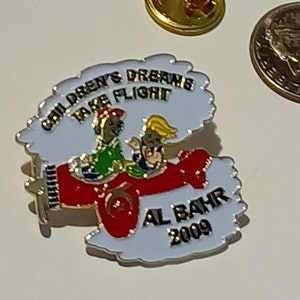 CHILDREN'S DREAMS
TAKE FLIGHT
AL BAHR
2009